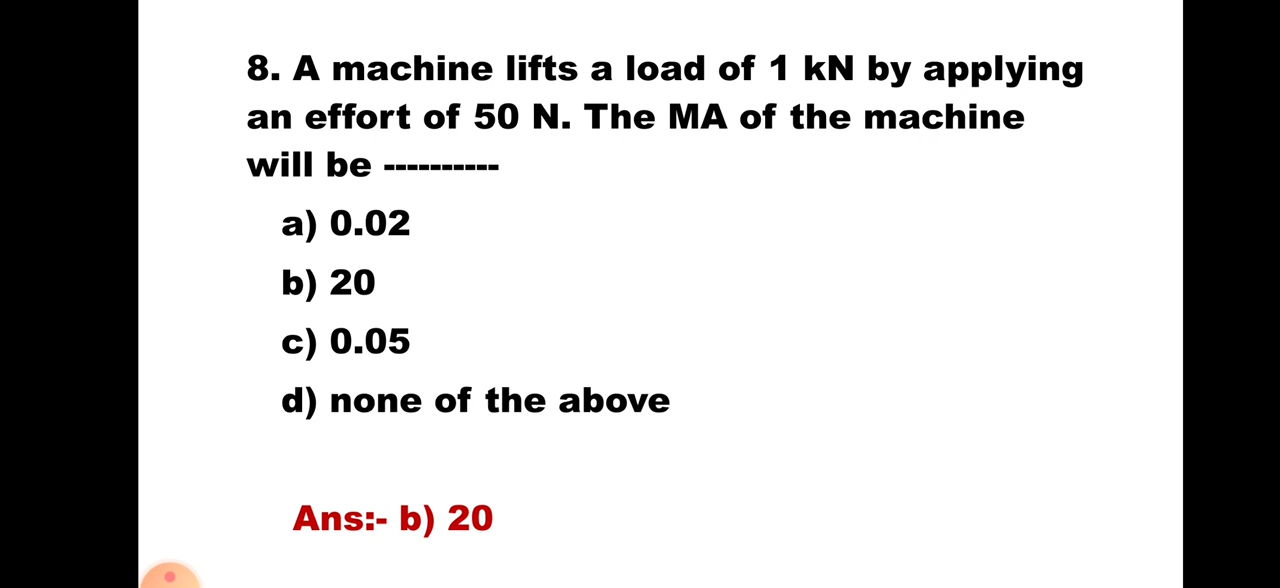 8. A machine lifts a load of 1 kN by applying
an effort of 50 N. The MA of the machine
will be ----------
a) 0.02
b) 20
c) 0.05
d) none of the above
Ans:- b) 20